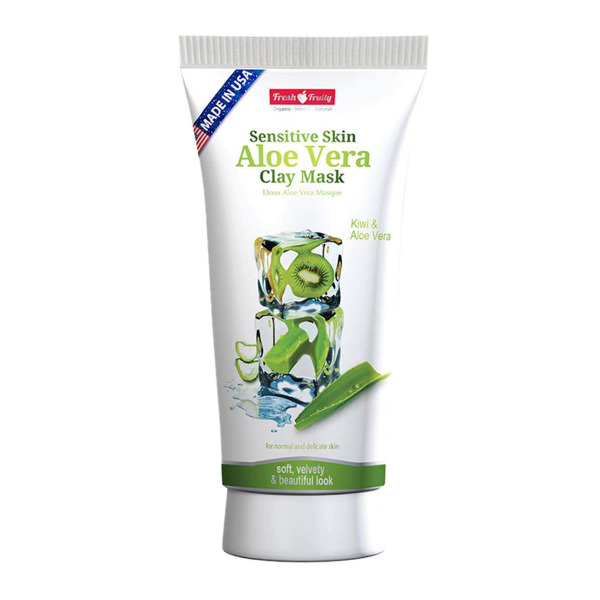 MADE IN USA
Fresh Fruity
Sensitive Skin
Aloe Vera
Clay Mask
Doux Aloe Vera Masque
Kiwi &
Aloe Vera
for normal and delicate skin
soft, velvety
& beautiful look